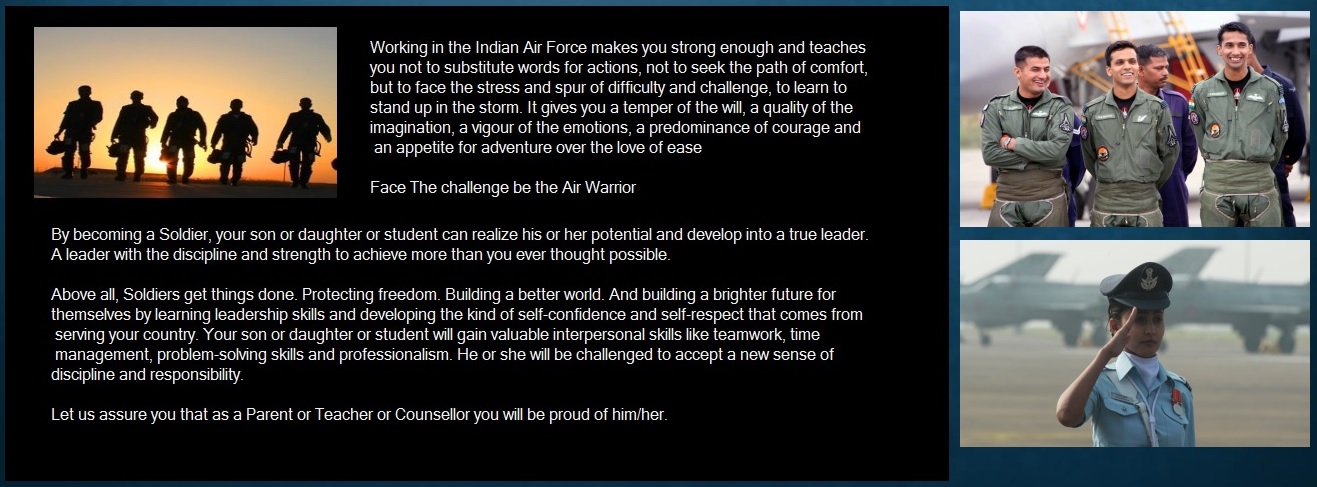 Working in the Indian Air Force makes you strong enough and teaches
you not to substitute words for actions, not to seek the path of comfort,
but to face the stress and spur of difficulty and challenge, to learn to
stand up in the storm. It gives you a temper of the will, a quality of the
imagination, a vigour of the emotions, a predominance of courage and
an appetite for adventure over the love of ease
Face The challenge be the Air Warrior
By becoming a Soldier, your son or daughter or student can realize his or her potential and develop into a true leader.
A leader with the discipline and strength to achieve more than you ever thought possible.
Above all, Soldiers get things done. Protecting freedom. Building a better world. And building a brighter future for
themselves by learning leadership skills and developing the kind of self-confidence and self-respect that comes from
serving your country. Your son or daughter or student will gain valuable interpersonal skills like teamwork, time
management, problem-solving skills and professionalism. He or she will be challenged to accept a new sense of
discipline and responsibility.
Let us assure you that as a Parent or Teacher or Counsellor you will be proud of him/her.